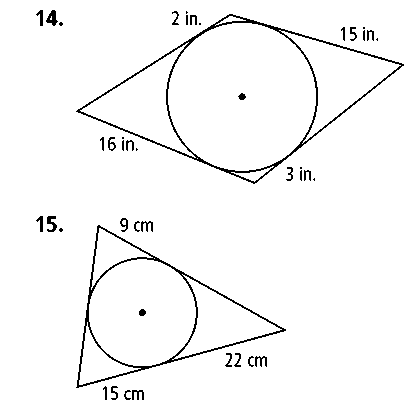 14.
2 in.
15 in.
16 in.
3 in.
15.
9 cm
22 cm
15 cm